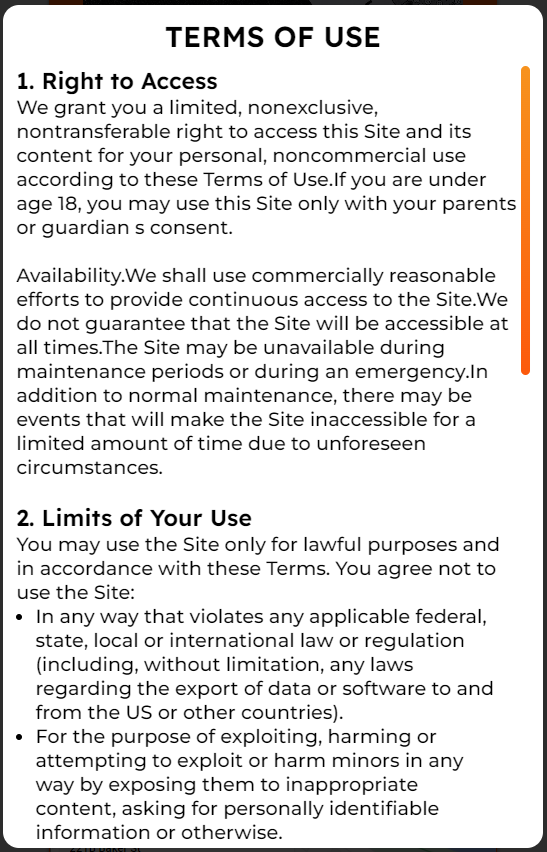 TERMS OF USE
1. Right to Access
We grant you a limited, nonexclusive,
nontransferable right to access this Site and its
content for your personal, noncommercial use
according to these Terms of Use.If you are under
age 18, you may use this Site only with your parents
or guardian s consent.
Availability.We shall use commercially reasonable
efforts to provide continuous access to the Site.We
do not guarantee that the Site will be accessible at
all times.The Site may be unavailable during
maintenance periods or during an emergency.In
addition to normal maintenance, there may be
events that will make the Site inaccessible for a
limited amount of time due to unforeseen
circumstances.
2. Limits of Your Use
You may use the Site only for lawful purposes and
in accordance with these Terms. You agree not to
use the Site:
• In any way that violates any applicable federal,
state, local or international law or regulation
(including, without limitation, any laws
regarding the export of data or software to and
from the US or other countries).
• For the purpose of exploiting, harming or
attempting to exploit or harm minors in any
way by exposing them to inappropriate
content, asking for personally identifiable
information or otherwise.